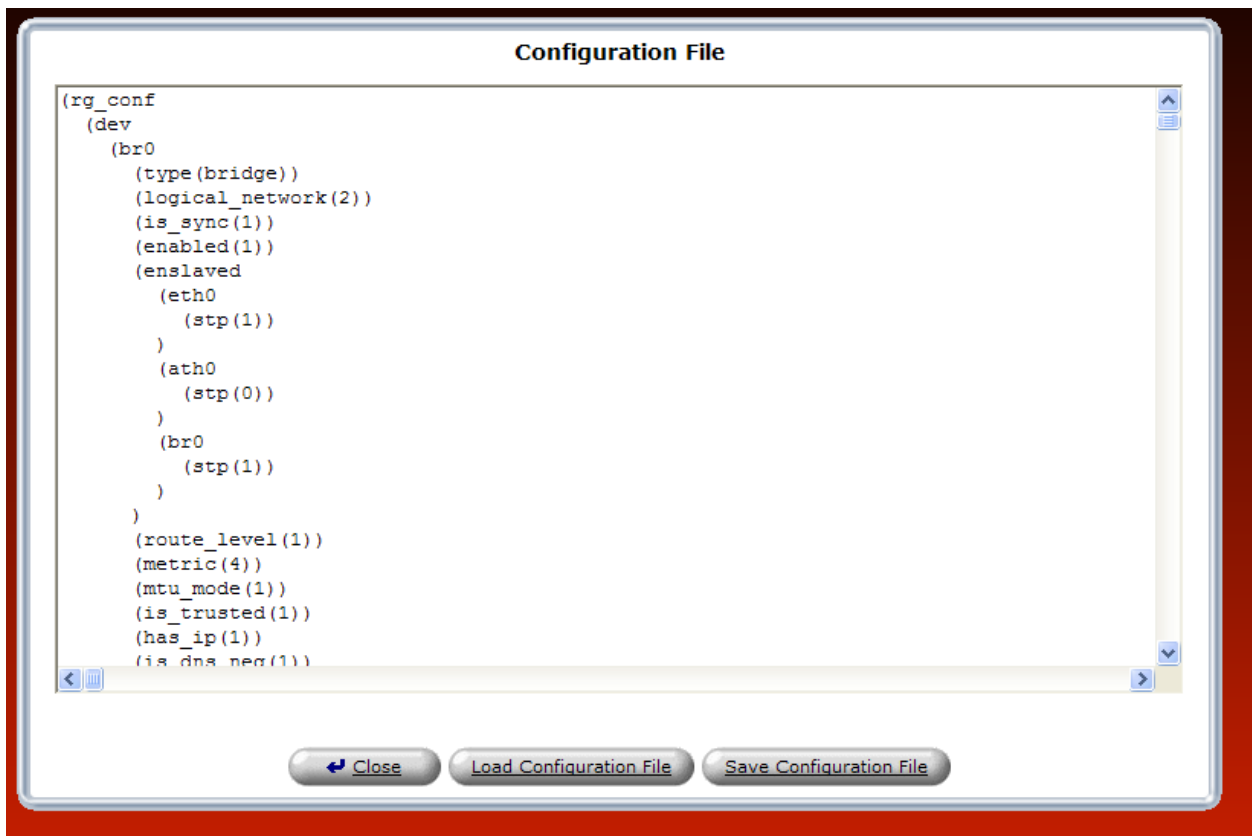 Configuration File
(rg_conf
  (dev
    (br0
      (type(bridge))
      (logical_network(2))
      (is_sync(1))
      (enabled(1))
      (enslaved
        (eth0
          (stp(1))
        )
        (ath0
          (stp(0))
        )
        (br0
          (stp(1))
        )
      )
      (route_level(1))
      (metric(4))
      (mtu_mode(1))
      (is_trusted(1))
      (has_ip(1))
      (is_dns_neg(1))
Close Load Configuration File Save Configuration File